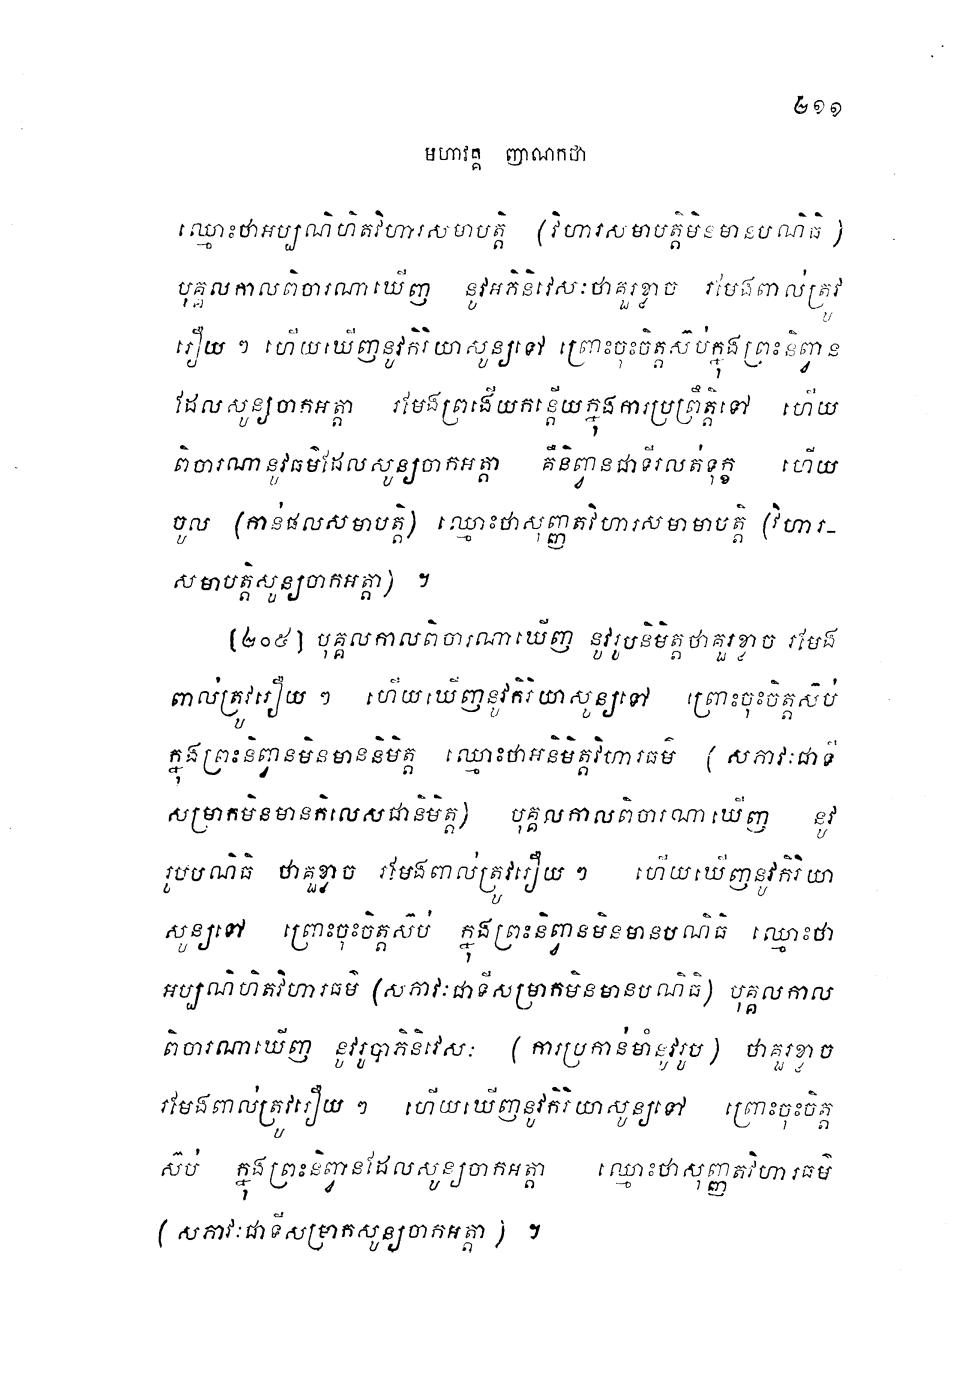 ២១១
មហាវគ្គ ញាណកថា
ឈ្មោះថាអប្បណិហិតវិហារសមាបត្តិ (វិហារសមាបត្តិមិនមានបណិធិ)
បុគ្គលកាលពិចារណាឃើញ នូវអភិនិវេសៈថាគួរខ្លាច រមែងពាល់ត្រូវ
រឿយ ៗ ហើយឃើញនូវកិរិយាសូន្យទៅ ព្រោះចុះចិត្តស៊ប់ក្នុងព្រះនិព្វាន
ដែលសូន្យចាកអត្តា រមែងព្រងើយកន្តើយក្នុងការប្រព្រឹត្តិទៅ ហើយ
ពិចារណានូវធម៌ដែលសូន្យចាកអត្តា គឺនិព្វានជាទីរលត់ទុក្ខ ហើយ
ចូល (កាន់ផលសមាបត្តិ) ឈ្មោះថាសុញ្ញតវិហារសមាមាបត្តិ (វិហារ-
សមាបត្តិសូន្យចាកអត្តា) ។
[២០៥] បុគ្គលកាលពិចារណាឃើញ នូវរូបនិមិត្តថាគួរខ្លាច រមែង
ពាល់ត្រូវរឿយ ៗ ហើយឃើញនូវកិរិយាសូន្យទៅ ព្រោះចុះចិត្តស៊ប់
ក្នុងព្រះនិព្វានមិនមាននិមិត្ត ឈ្មោះថាអនិមិត្តវិហារធម៌ (សភាវៈជាទី
សម្រាកមិនមានកិលេសជានិមិត្ត) បុគ្គលកាលពិចារណាឃើញ នូវ
រូបបណិធិ ថាគួរខ្លាច រមែងពាល់ត្រូវរឿយ ៗ ហើយឃើញនូវកិរិយា
សូន្យទៅ ព្រោះចុះចិត្តស៊ប់ ក្នុងព្រះនិព្វានមិនមានបណិធិ ឈ្មោះថា
អប្បណិហិតវិហារធម៌ (សភាវៈជាទីសម្រាកមិនមានបណិធិ) បុគ្គលកាល
ពិចារណាឃើញ នូវរូបាភិនិវេសៈ (ការប្រកាន់មាំនូវរូប) ថាគួរខ្លាច
រមែងពាល់ត្រូវរឿយ ៗ ហើយឃើញនូវកិរិយាសូន្យទៅ ព្រោះចុះចិត្ត
ស៊ប់ ក្នុងព្រះនិព្វានដែលសូន្យចាកអត្តា ឈ្មោះថាសុញ្ញតវិហារធម៌
(សភាវៈជាទីសម្រាកសូន្យចាកអត្តា) ។